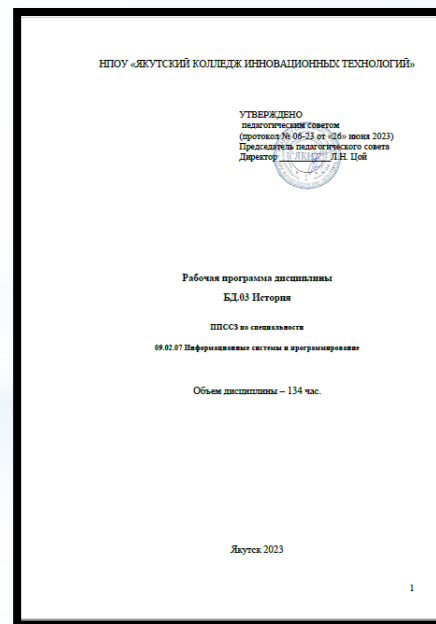 НПОУ «ЯКУТСКИЙ КОЛЛЕДЖ ИННОВАЦИОННЫХ ТЕХНОЛОГИЙ»
УТВЕРЖДЕНО
педагогическим советом
(протокол № 06-23 от «26» июня 2023)
Председатель педагогического совета
Директор ____________Л.Н. Цой
ЯКИТ
Рабочая программа дисциплины
БД.03 История
ППССЗ по специальности
09.02.07 Информационные системы и программирование
Объем дисциплины – 134 час.
Якутск 2023
1